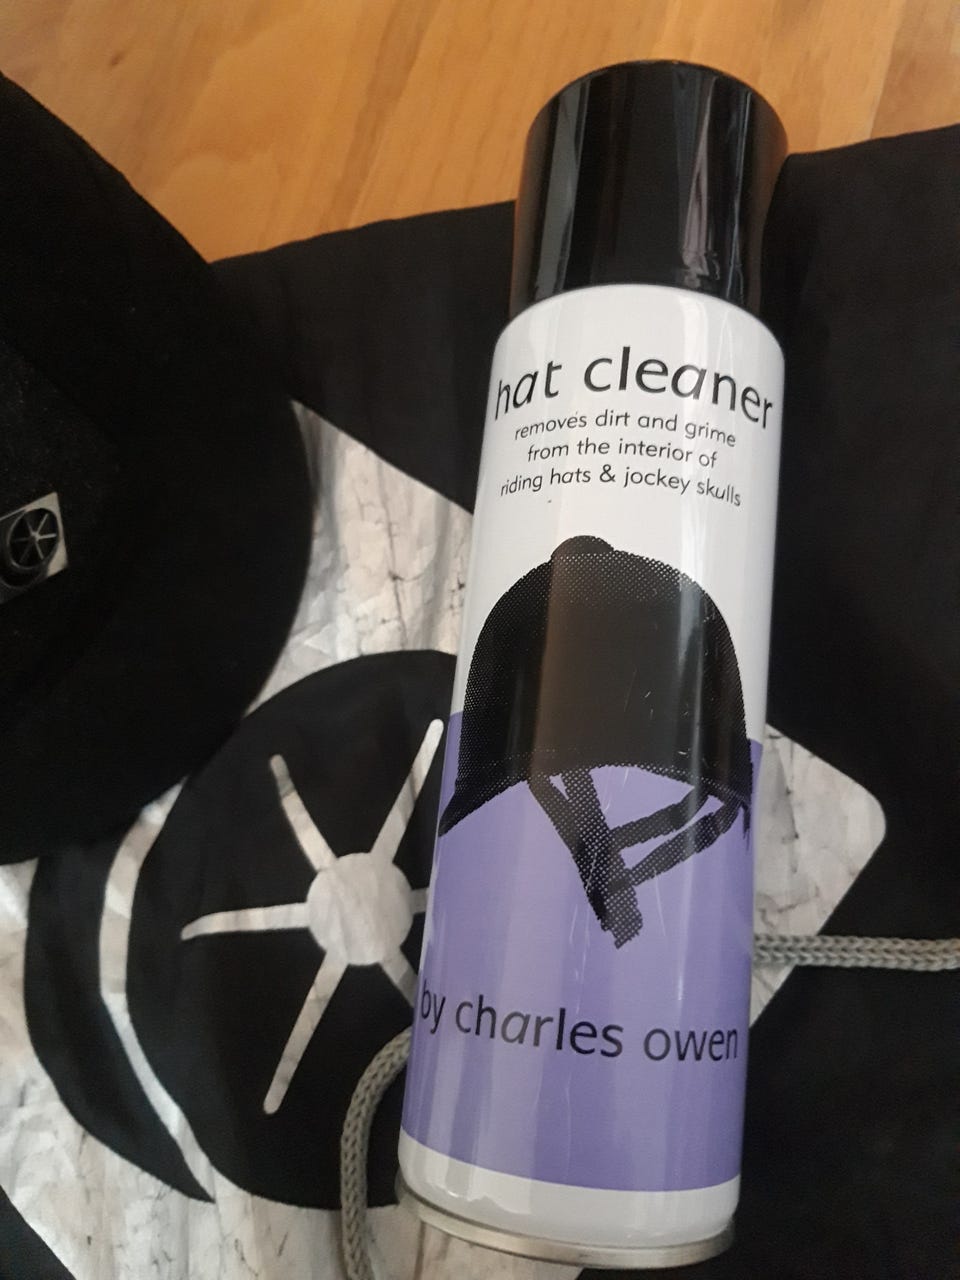 hat cleaner
removes dirt and grime
from the interior of
riding hats & jockey skulls
by charles owen